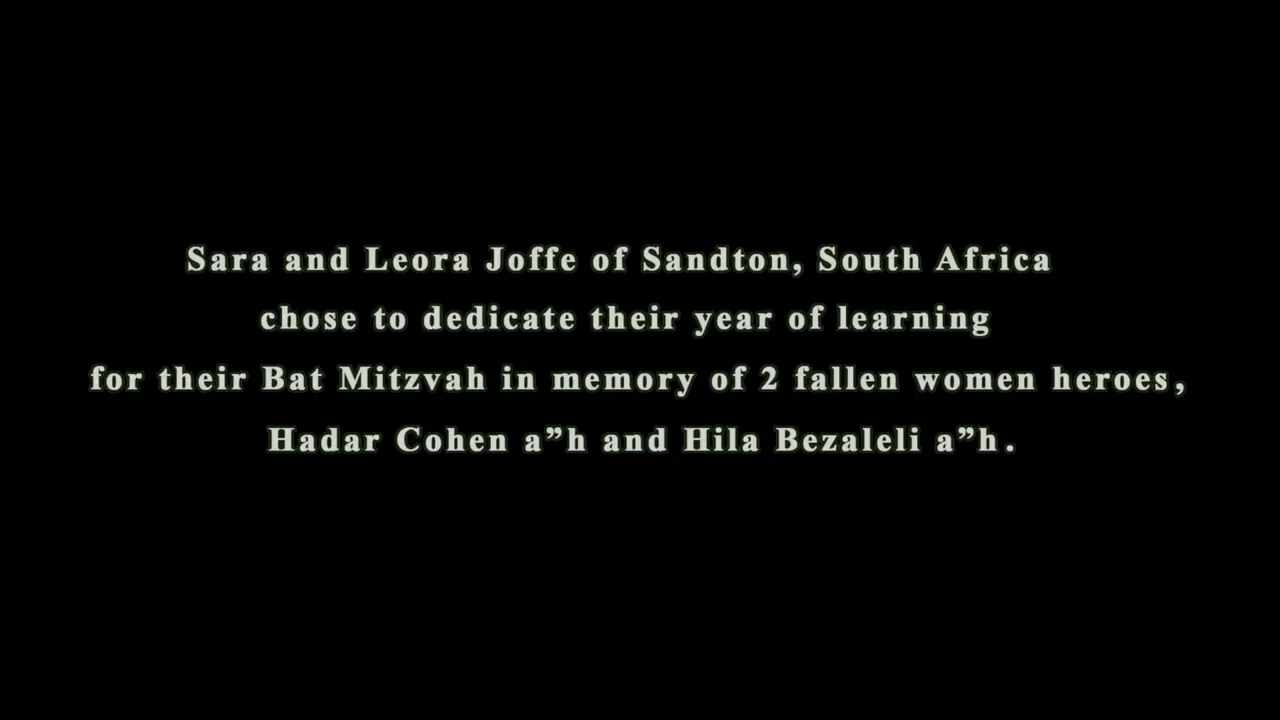 Sara and Leora Joffe of Sandton, South Africa
chose to dedicate their year of learning
for their Bat Mitzvah in memory of 2 fallen women heroes,
Hadar Cohen a”h and Hila Bezaleli a”h.